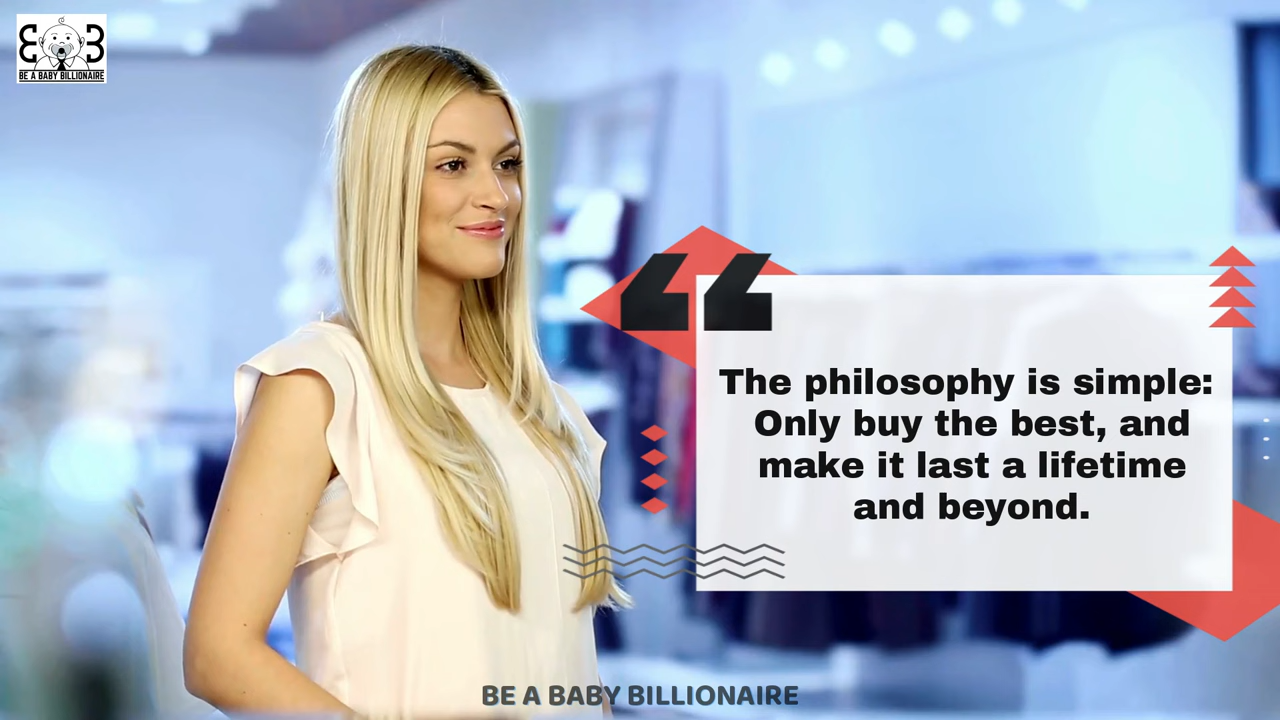 BE A BABY BILLIONAIRE
The philosophy is simple:
Only buy the best, and
make it last a lifetime
and beyond.
BE A BABY BILLIONAIRE